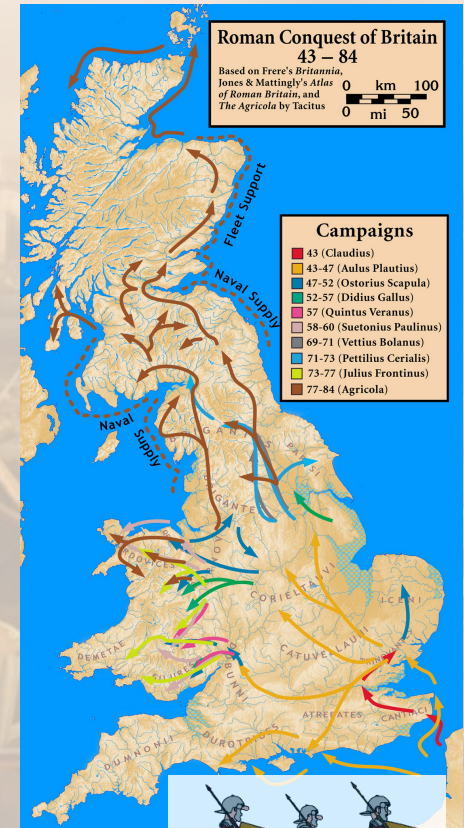 Roman Conquest of Britain
43 – 84
Based on Frere's Britannia,
Jones & Mattingly's Atlas
of Roman Britain, and
The Agricola by Tacitus
0 km 100
0 mi 50
Fleet Support
Naval Supply
Campaigns
43 (Claudius)
43-47 (Aulus Plautius)
47-52 (Ostorius Scapula)
52-57 (Didius Gallus)
57 (Quintus Veranus)
58-60 (Suetonius Paulinus)
69-71 (Vettius Bolanus)
71-73 (Pettilius Cerialis)
73-77 (Julius Frontinus)
77-84 (Agricola)
Naval
Supply
PARISI
CORIELTAUVI
ICENI
CATUVELLAUNI
DEMETAE
ATREBATES
CANTIACI
DUROTRIGES
DUMNONII